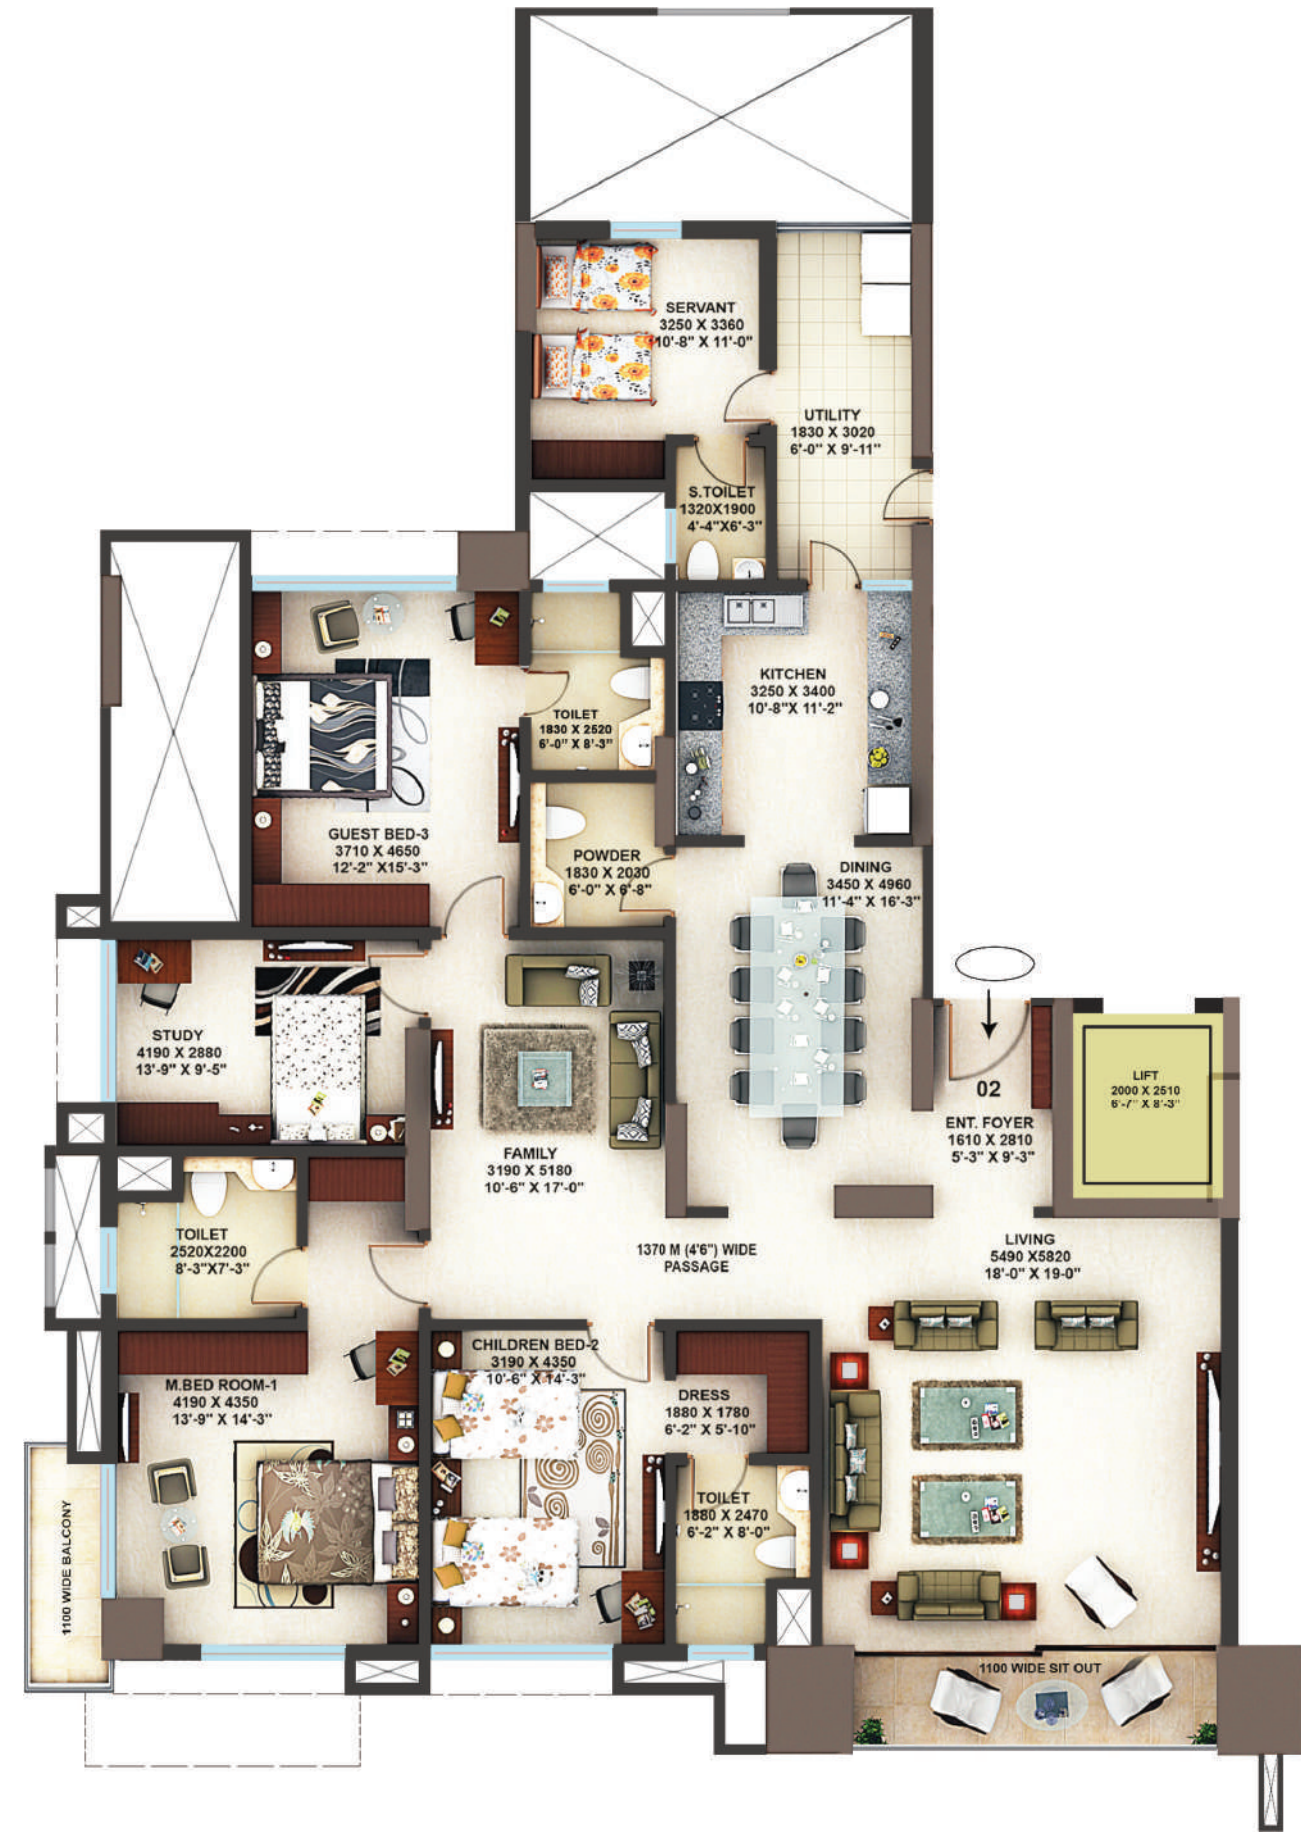 SERVANT
3250 X 3360
10'-8" X 11'-0"
UTILITY
1830 X 3020
6'-0" X 9'-11"
S.TOILET
1320X1900
4'-4"X6'-3"
KITCHEN
3250 X 3400
10'-8"X 11'-2"
TOILET
1830 X 2520
6'-0" X 8'-3"
GUEST BED-3
3710 X 4650
12'-2" X15'-3"
POWDER
1830 X 2030
6'-0" X 6'-8"
DINING
3450 X 4960
11'-4" X 16'-3"
STUDY
4190 X 2880
13'-9" X 9'-5"
LIFT
2000 X 2510
6'-7" X 8'-3"
02
ENT. FOYER
1610 X 2810
5'-3" X 9'-3"
FAMILY
3190 X 5180
10'-6" X 17'-0"
TOILET
2520X2200
8'-3"X7'-3"
1370 M (4'6") WIDE
PASSAGE
LIVING
5490 X5820
18'-0" X 19-0"
CHILDREN BED-2
3190 X 4350
10'-6" X 14'-3"
M.BED ROOM-1
4190 X 4350
13'-9" X 14'-3"
DRESS
1880 X 1780
6'-2" X 5'-10"
TOILET
1880 X 2470
6'-2" X 8'-0"
1100 WIDE BALCONY
1100 WIDE SIT OUT